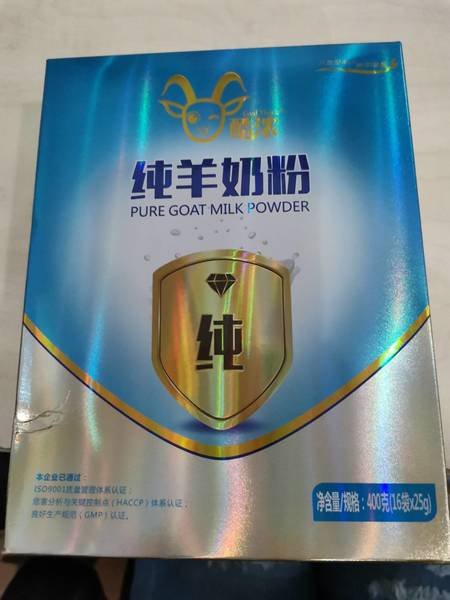 纯羊奶粉
PURE GOAT MILK POWDER
纯
本企业已通过：
ISO9001质量管理体系认证；
危害分析与关键控制点（HACCP）体系认证；
良好生产规范（GMP）认证。
净含量/规格：400克(16袋x25g)